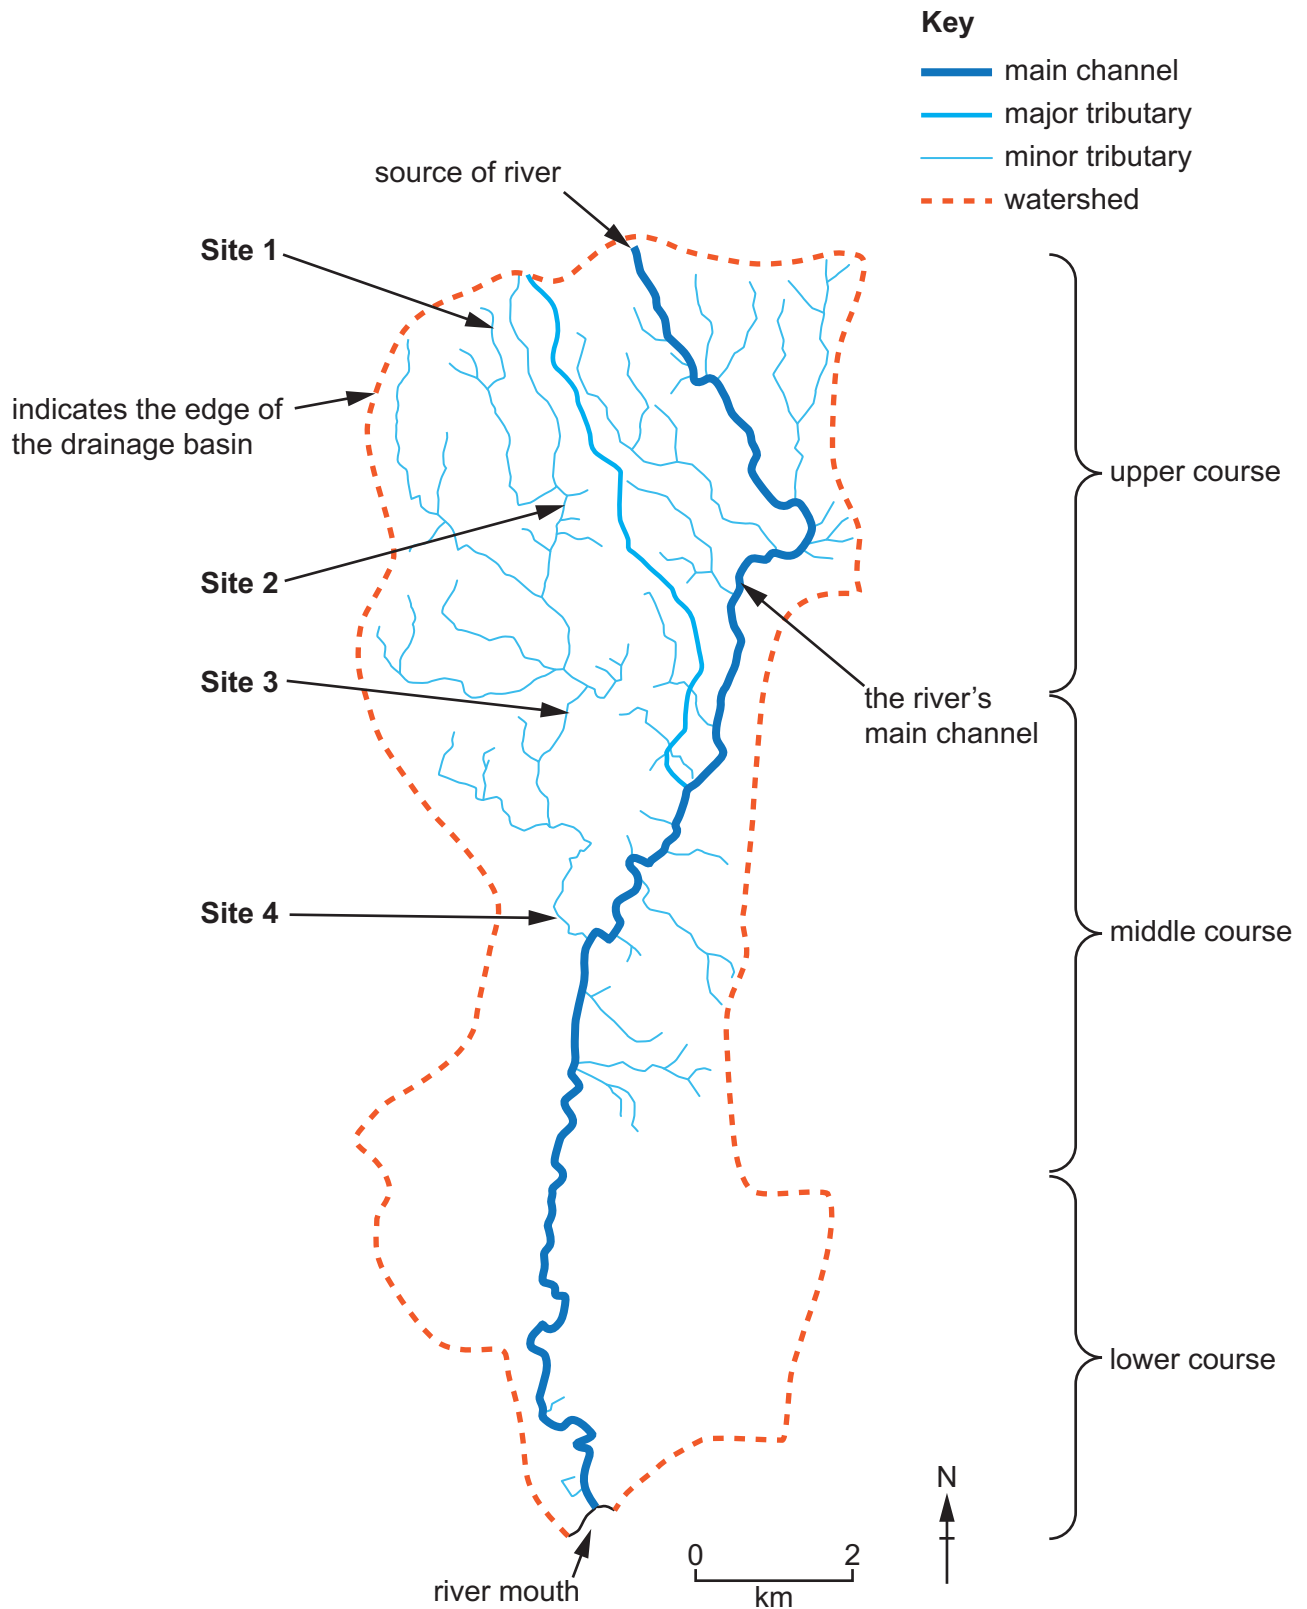 Key
main channel
major tributary
minor tributary
watershed
source of river
Site 1
indicates the edge of
the drainage basin
upper course
Site 2
Site 3
the river’s
main channel
Site 4
middle course
lower course
N
0 2
km
river mouth